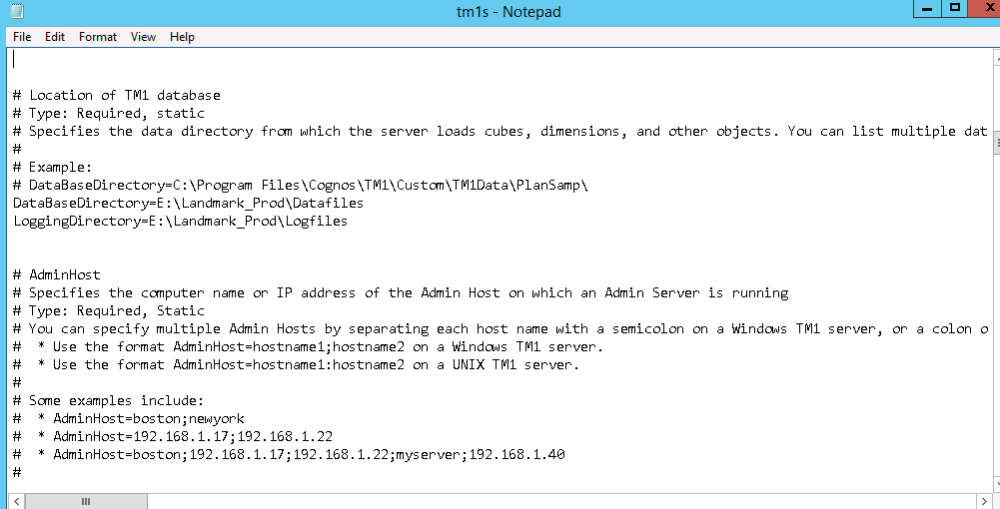 tm1s - Notepad
File Edit Format View Help
# Location of TM1 database
# Type: Required, static
# Specifies the data directory from which the server loads cubes, dimensions, and other objects. You can list multiple dat
#
# Example:
# DataBaseDirectory=C:\Program Files\Cognos\TM1\Custom\TM1Data\PlanSamp\
DataBaseDirectory=E:\Landmark_Prod\Datafiles
LoggingDirectory=E:\Landmark_Prod\Logfiles
# AdminHost
# Specifies the computer name or IP address of the Admin Host on which an Admin Server is running
# Type: Required, Static
# You can specify multiple Admin Hosts by separating each host name with a semicolon on a Windows TM1 server, or a colon o
#  * Use the format AdminHost=hostname1;hostname2 on a Windows TM1 server.
#  * Use the format AdminHost=hostname1:hostname2 on a UNIX TM1 server.
#
# Some examples include:
#  * AdminHost=boston;newyork
#  * AdminHost=192.168.1.17;192.168.1.22
#  * AdminHost=boston;192.168.1.17;192.168.1.22;myserver;192.168.1.40
#